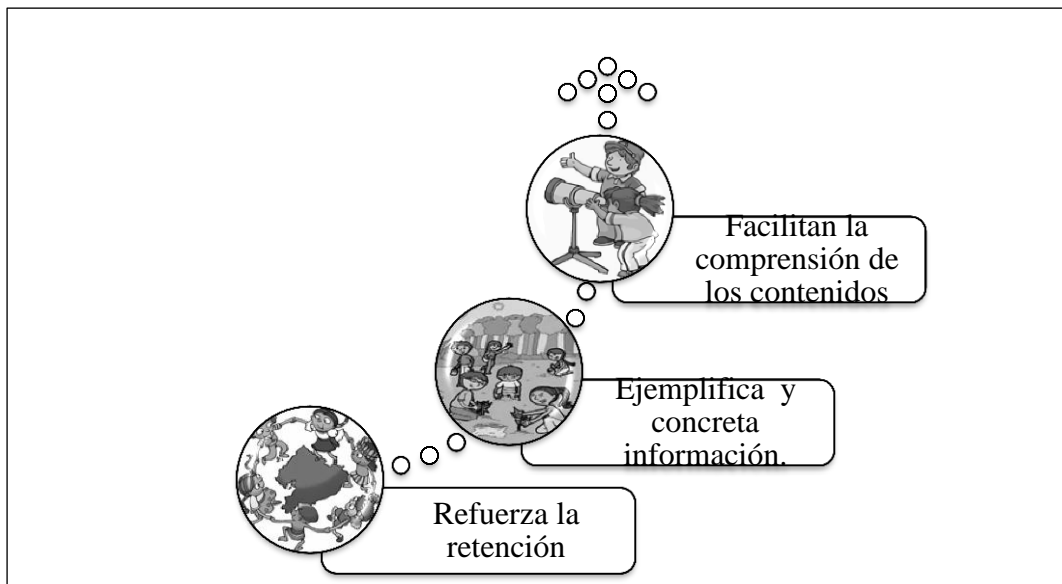 Facilitan la
comprensión de
los contenidos
Ejemplifica y
concreta
información.
Refuerza la
retención